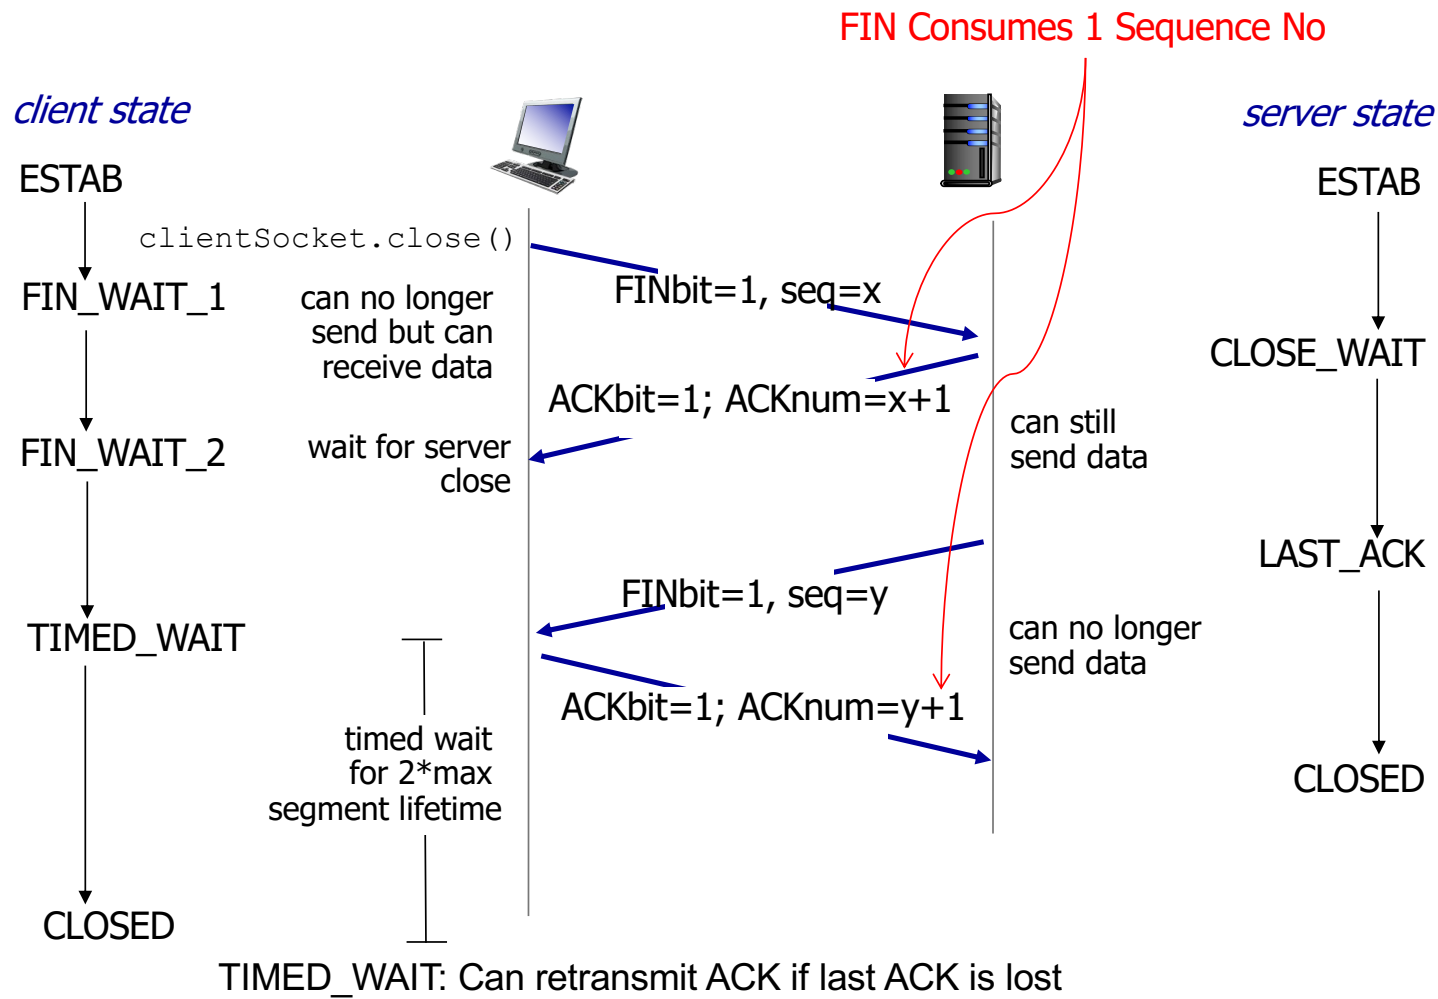 FIN Consumes 1 Sequence No
client state
server state
ESTAB
ESTAB
clientSocket.close()
FIN_WAIT_1
can no longer
send but can
receive data
FINbit=1, seq=x
CLOSE_WAIT
ACKbit=1; ACKnum=x+1
can still
send data
FIN_WAIT_2
wait for server
close
LAST_ACK
FINbit=1, seq=y
TIMED_WAIT
can no longer
send data
ACKbit=1; ACKnum=y+1
timed wait
for 2*max
segment lifetime
CLOSED
CLOSED
TIMED_WAIT: Can retransmit ACK if last ACK is lost